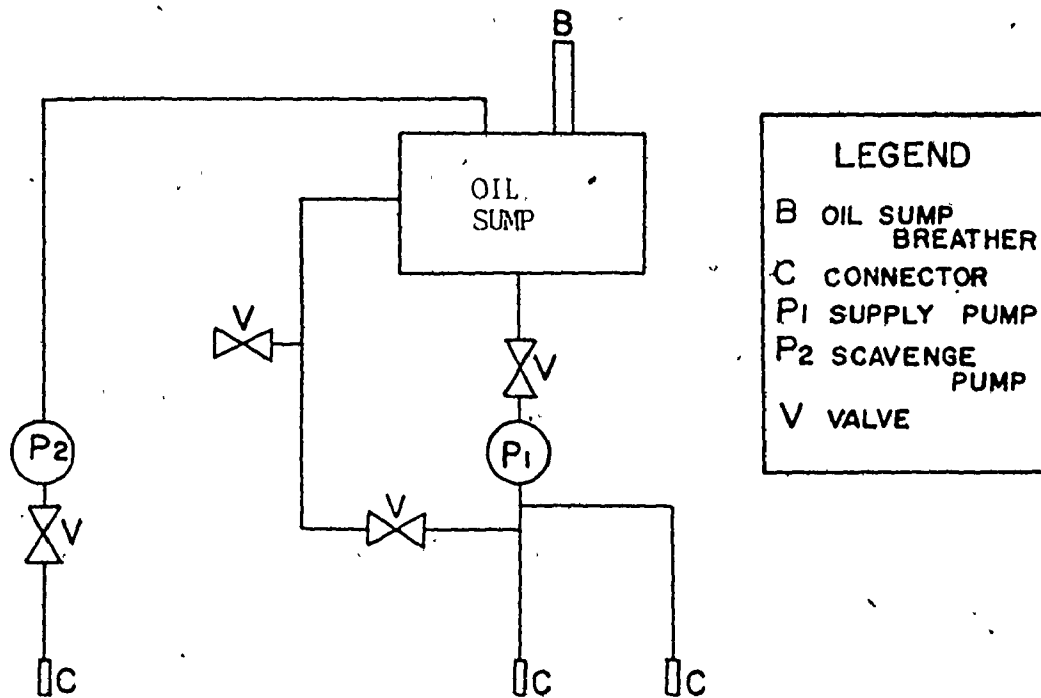 B
OIL
SUMP
V
V
P2
P1
V
V
C
C
C
LEGEND
B OIL SUMP
BREATHER
C CONNECTOR
P1 SUPPLY PUMP
P2 SCAVENGE
PUMP
V VALVE